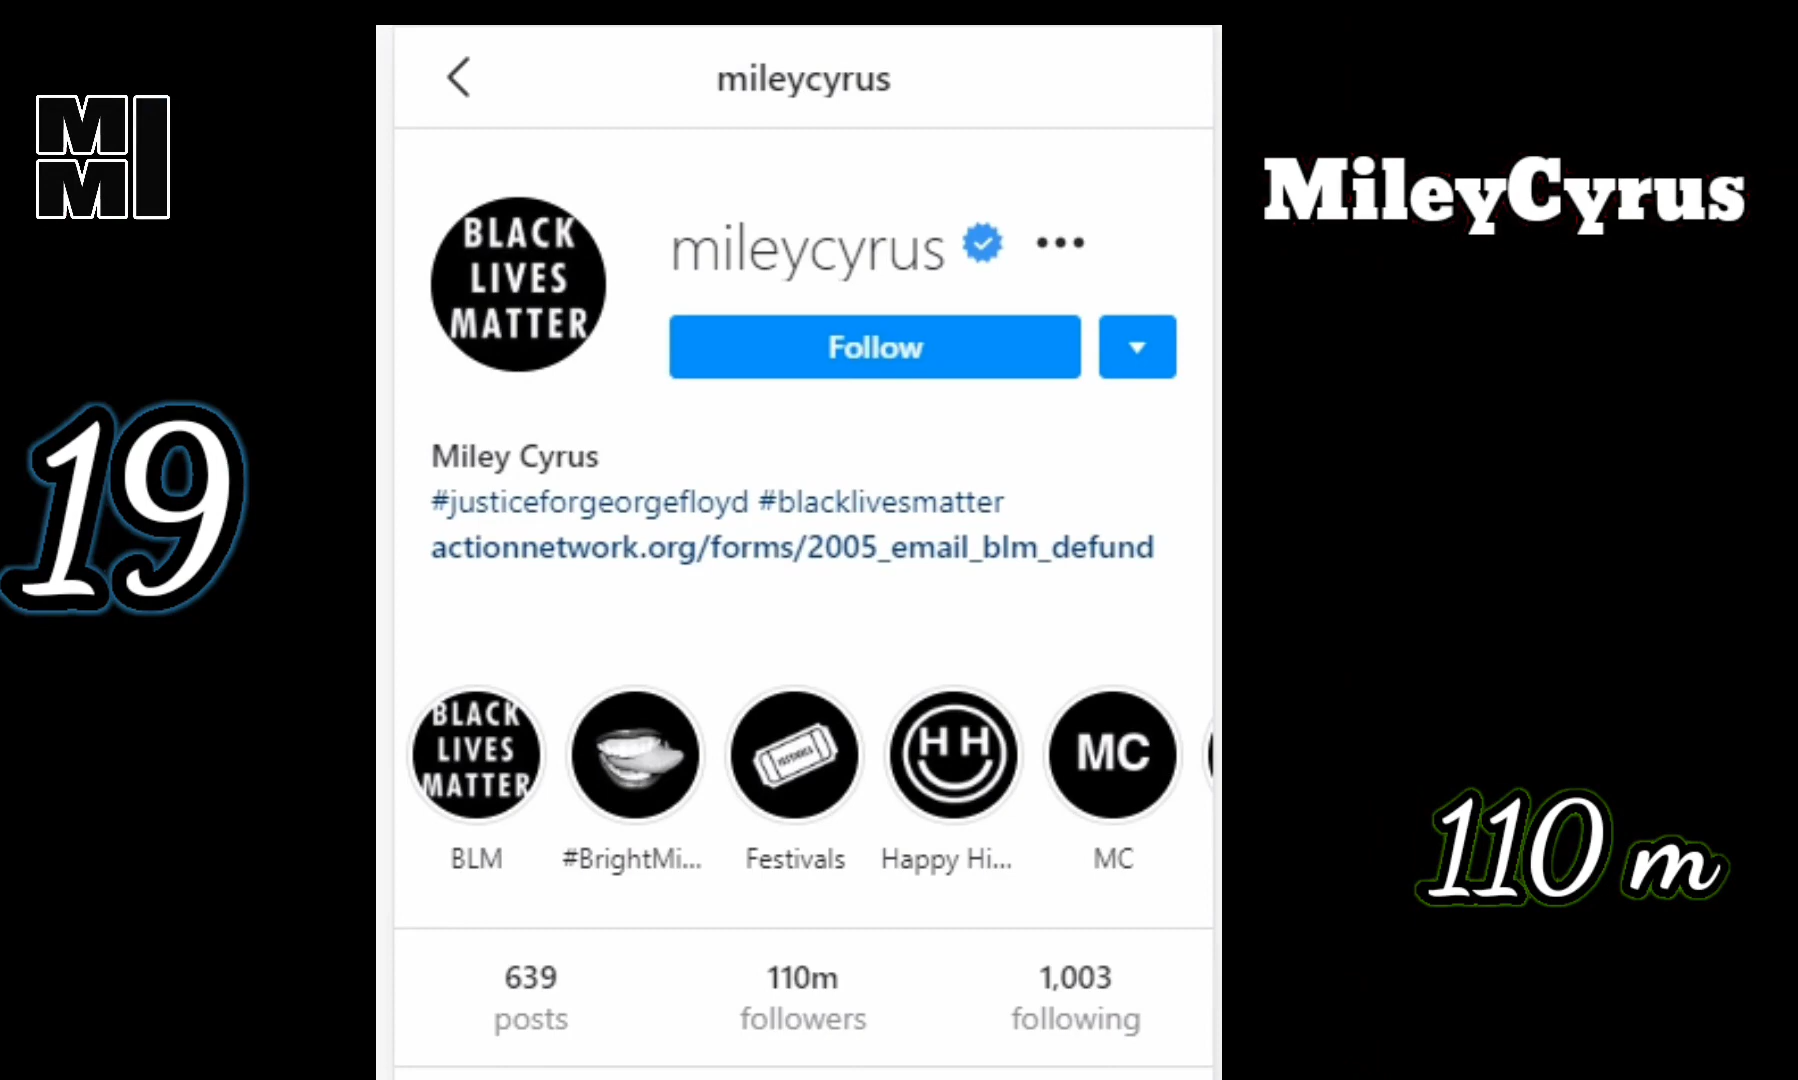 MMI
19
mileycyrus
BLACK
LIVES
MATTER
mileycyrus
Follow
Miley Cyrus
#justiceforgeorgefloyd #blacklivesmatter
actionnetwork.org/forms/2005_email_blm_defund
BLACK
LIVES
MATTER
HH
MC
BLM
#BrightMi...
Festivals
Happy Hi...
MC
639
posts
110m
followers
1,003
following
MileyCyrus
110 m